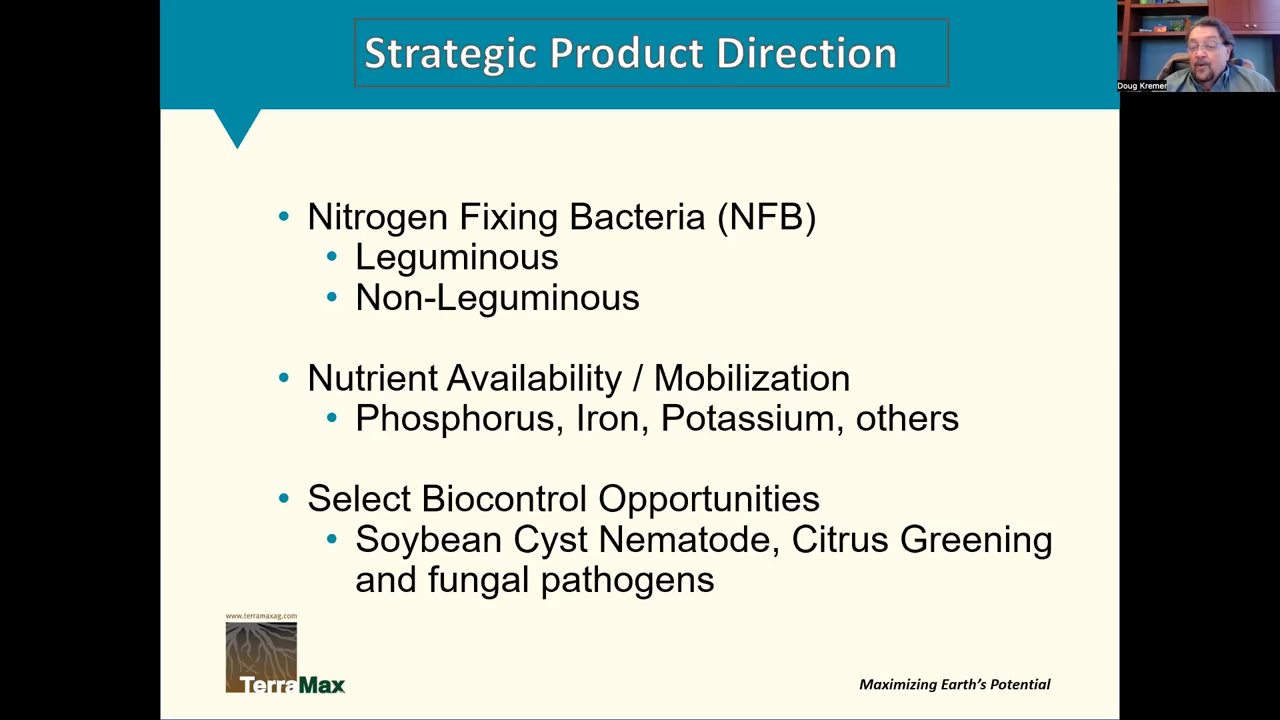 Strategic Product Direction
Doug Kremer
• Nitrogen Fixing Bacteria (NFB)
• Leguminous
• Non-Leguminous
• Nutrient Availability / Mobilization
• Phosphorus, Iron, Potassium, others
• Select Biocontrol Opportunities
• Soybean Cyst Nematode, Citrus Greening
and fungal pathogens
www.terramaxag.com
TerraMax
Maximizing Earth's Potential